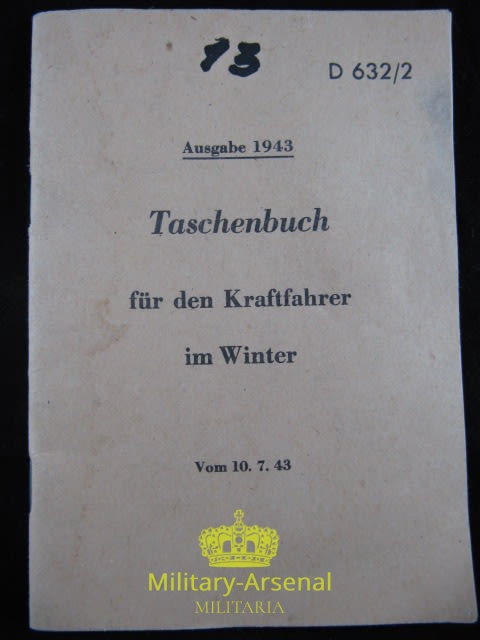 13
D 632/2
Ausgabe 1943
Taschenbuch
für den Kraftfahrer
im Winter
Vom 10. 7. 43
Military-Arsenal
MILITARIA